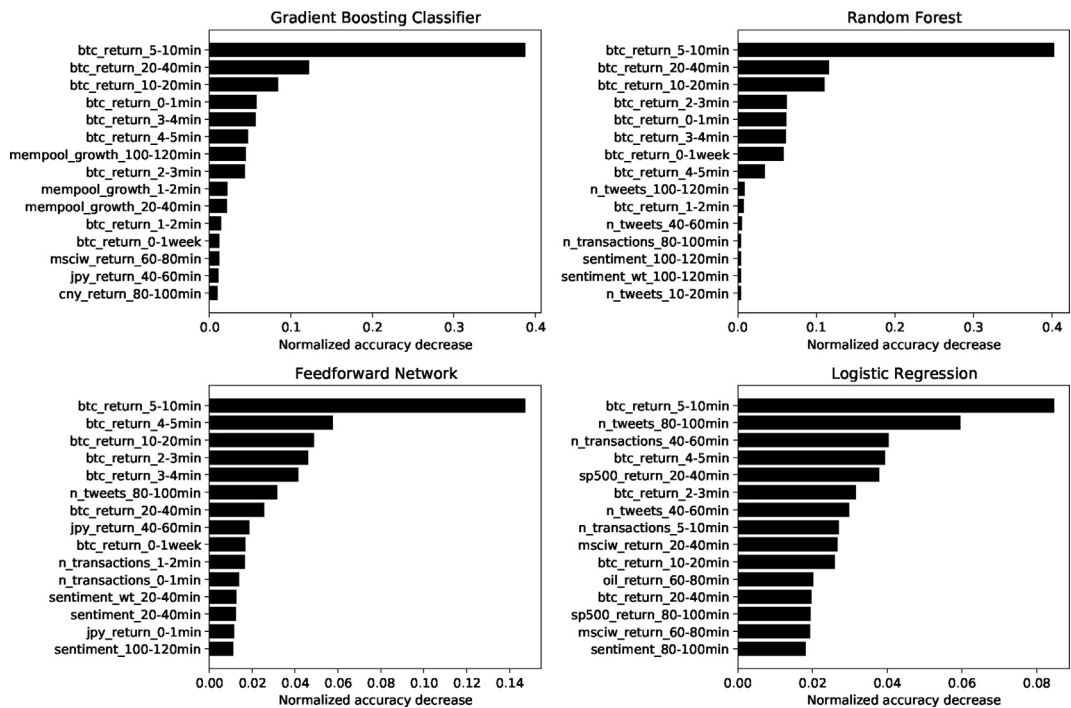 Gradient Boosting Classifier
btc_return_5-10min
btc_return_20-40min
btc_return_10-20min
btc_return_0-1min
btc_return_3-4min
btc_return_4-5min
mempool_growth_100-120min
btc_return_2-3min
mempool_growth_1-2min
mempool_growth_20-40min
btc_return_1-2min
btc_return_0-1week
msciw_return_60-80min
jpy_return_40-60min
cny_return_80-100min
0.0 0.1 0.2 0.3 0.4
Normalized accuracy decrease
Random Forest
btc_return_5-10min
btc_return_20-40min
btc_return_10-20min
btc_return_2-3min
btc_return_0-1min
btc_return_3-4min
btc_return_0-1week
btc_return_4-5min
n_tweets_100-120min
btc_return_1-2min
n_tweets_40-60min
n_transactions_80-100min
sentiment_100-120min
sentiment_wt_100-120min
n_tweets_10-20min
0.0 0.1 0.2 0.3 0.4
Normalized accuracy decrease
Feedforward Network
btc_return_5-10min
btc_return_4-5min
btc_return_10-20min
btc_return_2-3min
btc_return_3-4min
n_tweets_80-100min
btc_return_20-40min
jpy_return_40-60min
btc_return_0-1week
n_transactions_1-2min
n_transactions_0-1min
sentiment_wt_20-40min
sentiment_20-40min
jpy_return_0-1min
sentiment_100-120min
0.00 0.02 0.04 0.06 0.08 0.10 0.12 0.14
Normalized accuracy decrease
Logistic Regression
btc_return_5-10min
n_tweets_80-100min
n_transactions_40-60min
btc_return_4-5min
sp500_return_20-40min
btc_return_2-3min
n_tweets_40-60min
n_transactions_5-10min
msciw_return_20-40min
btc_return_10-20min
oil_return_60-80min
btc_return_20-40min
sp500_return_80-100min
msciw_return_60-80min
sentiment_80-100min
0.00 0.02 0.04 0.06 0.08
Normalized accuracy decrease